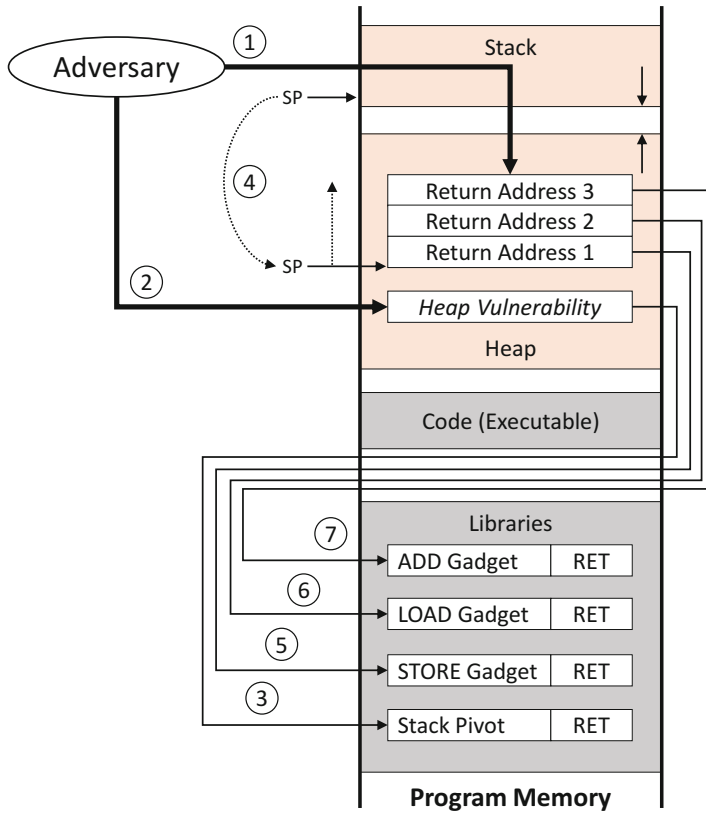 1
Stack
Adversary
SP
4
Return Address 3
Return Address 2
Return Address 1
SP
2
Heap Vulnerability
Heap
Code (Executable)
Libraries
7
ADD Gadget RET
6
LOAD Gadget RET
5
STORE Gadget RET
3
Stack Pivot RET
Program Memory